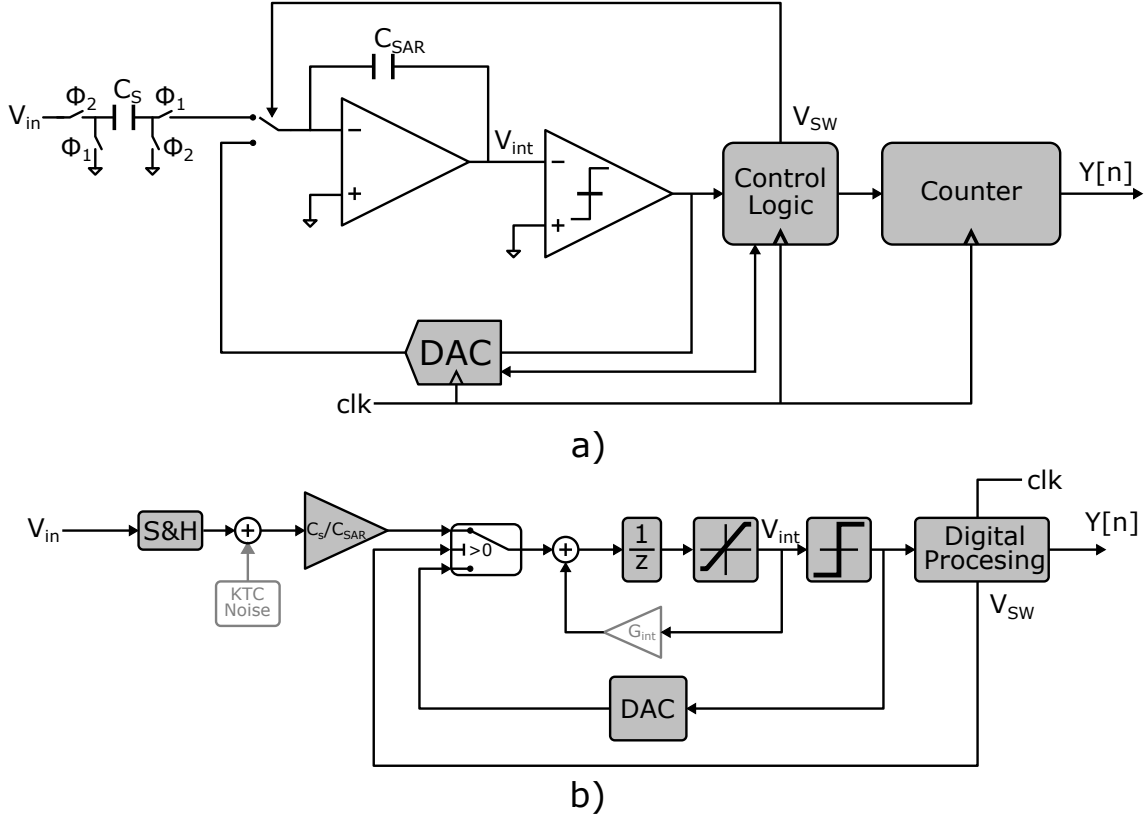 C_SAR
V_in
Φ2
C_S
Φ1
Φ1
Φ2
V_int
V_SW
−
+
−
+
Control
Logic
Counter
Y[n]
DAC
clk
a)
V_in
S&H
+
KTC
Noise
C_s/C_SAR
>0
+
1
z
V_int
G_int
DAC
clk
Digital
Procesing
Y[n]
V_SW
b)